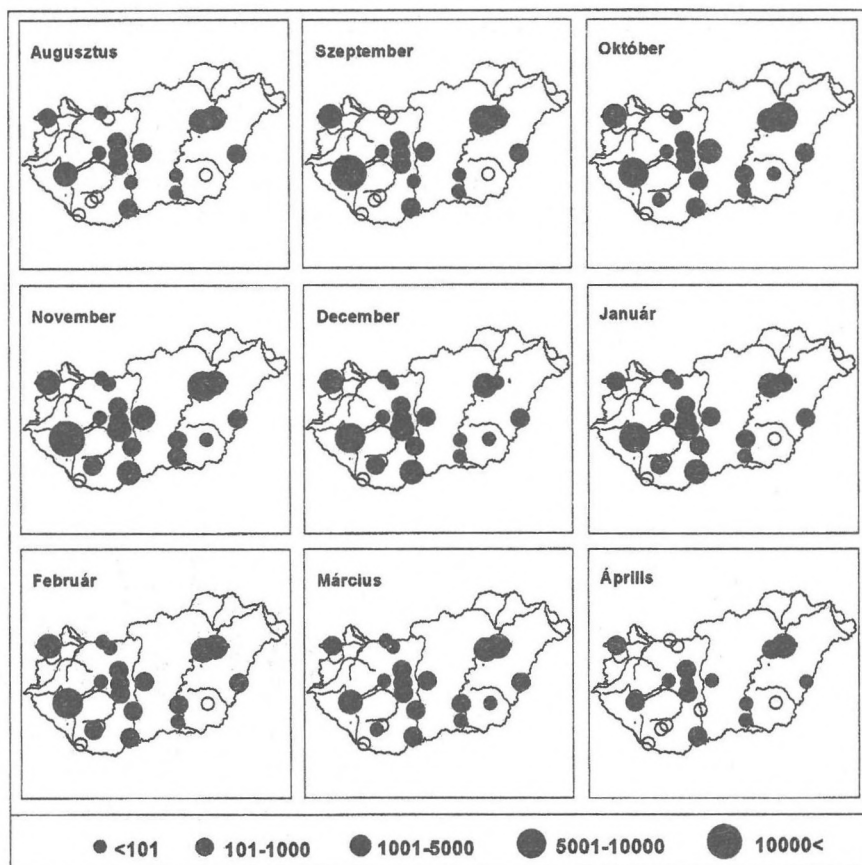 Augusztus
Szeptember
Október
November
December
Január
Február
Március
Április
<101 101-1000 1001-5000 5001-10000 10000<